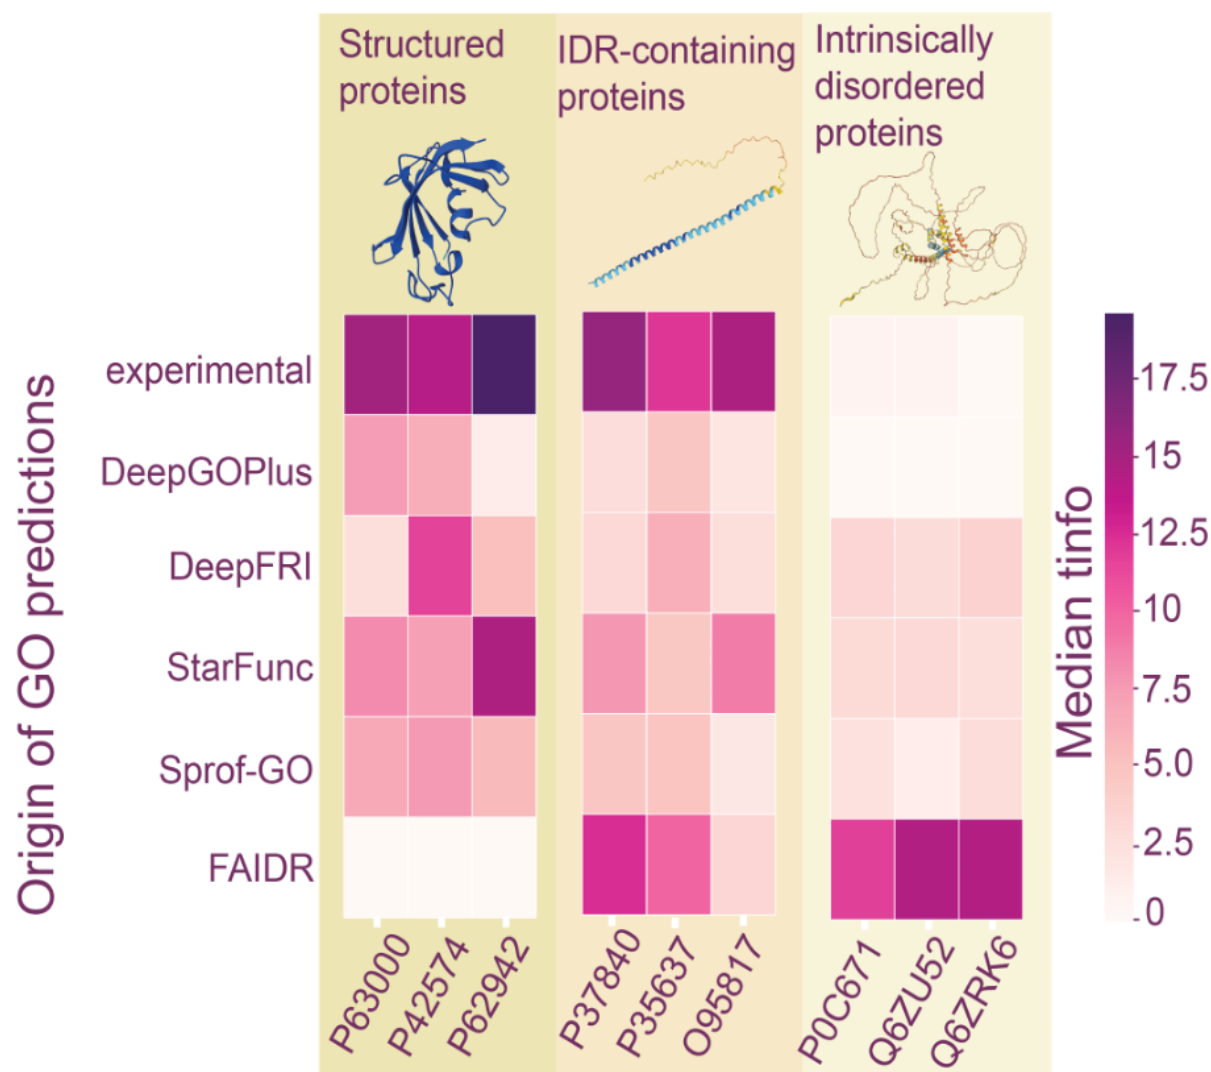 Structured
proteins
IDR-containing
proteins
Intrinsically
disordered
proteins
Origin of GO predictions
experimental
DeepGOPlus
DeepFRI
StarFunc
Sprof-GO
FAIDR
P63000
P42574
P62942
P37840
P35637
O95817
P0C671
Q6ZU52
Q6ZRK6
Median tinfo
17.5
15
12.5
10
7.5
5.0
2.5
0